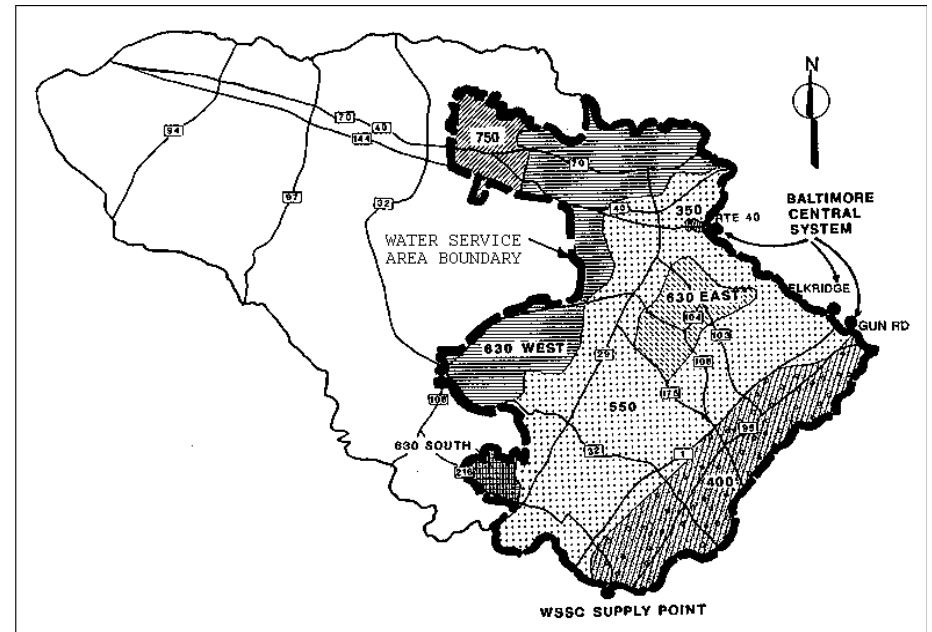 N
750
70
40
144
94
97
32
70
40
350
RTE 40
BALTIMORE
CENTRAL
SYSTEM
WATER SERVICE
AREA BOUNDARY
630 EAST
ELKRIDGE
104
103
GUN RD
630 WEST
29
108
108
175
550
95
630 SOUTH
32
1
216
400
WSSC SUPPLY POINT